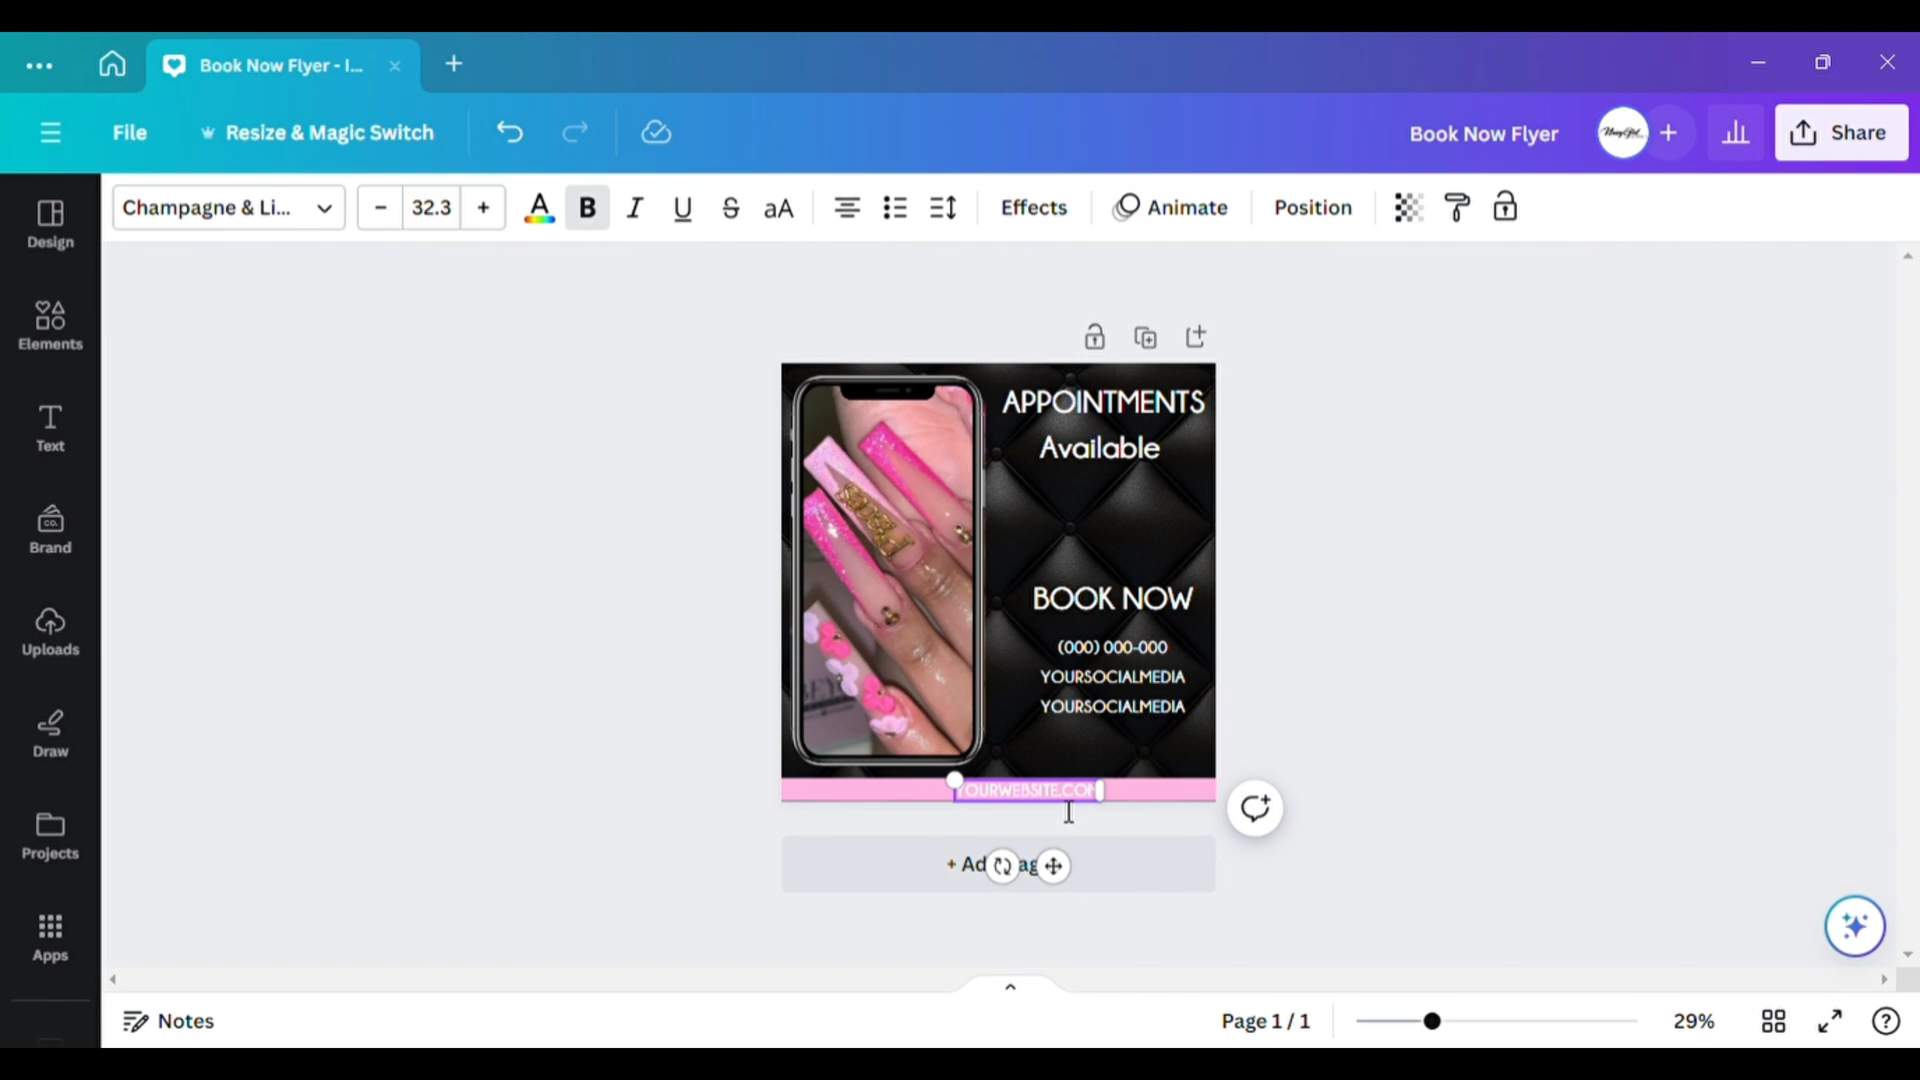 Book Now Flyer - I...
File
Resize & Magic Switch
Book Now Flyer
Share
Champagne & Li...
- 32.3 +
A B I U S aA
Effects
Animate
Position
Design
Elements
Text
CO.
Brand
Uploads
Draw
Projects
Apps
APPOINTMENTS
Available
BOOK NOW
(000) 000-000
YOURSOCIALMEDIA
YOURSOCIALMEDIA
YOURWEBSITE.COM
Notes
Page 1 / 1
29%